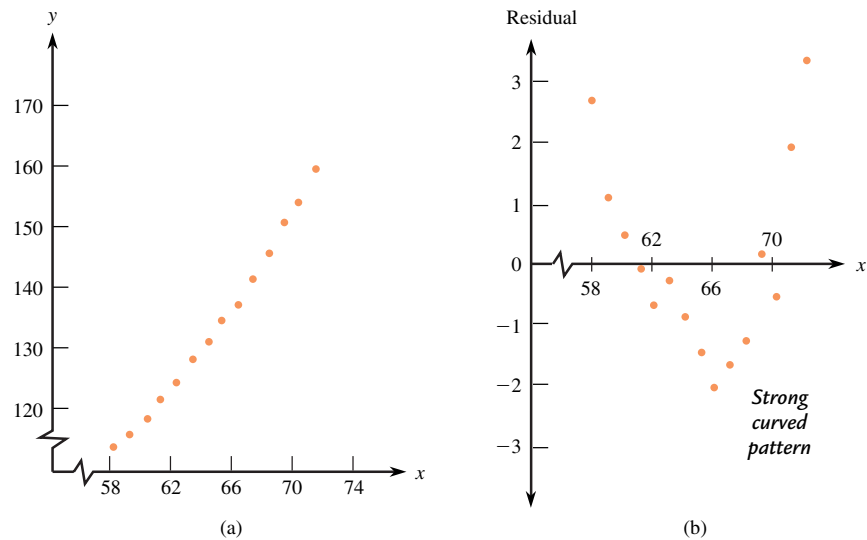 y
170
160
150
140
130
120
58 62 66 70 74 x
(a)
Residual
3
2
1
62 70
0 x
58 66
−1
−2
−3
Strong
curved
pattern
(b)